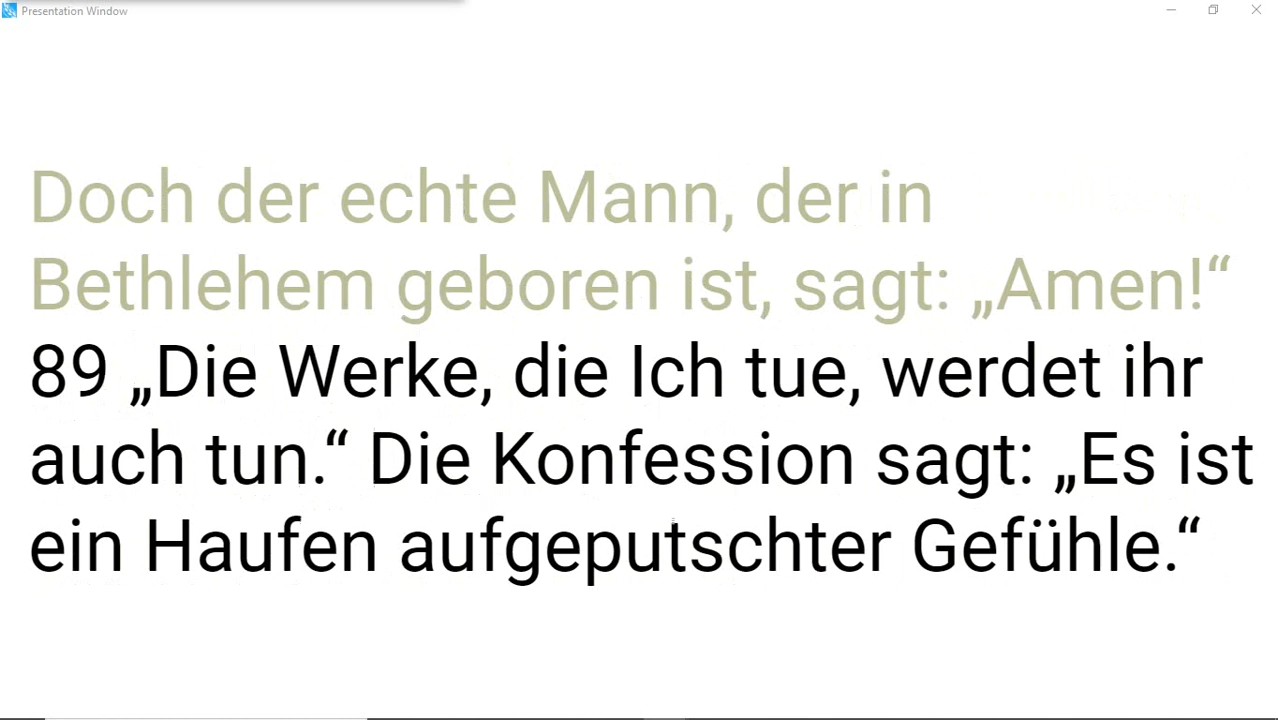 Presentation Window
Doch der echte Mann, der in
Bethlehem geboren ist, sagt: „Amen!“
89 „Die Werke, die Ich tue, werdet ihr
auch tun.“ Die Konfession sagt: „Es ist
ein Haufen aufgeputschter Gefühle.“